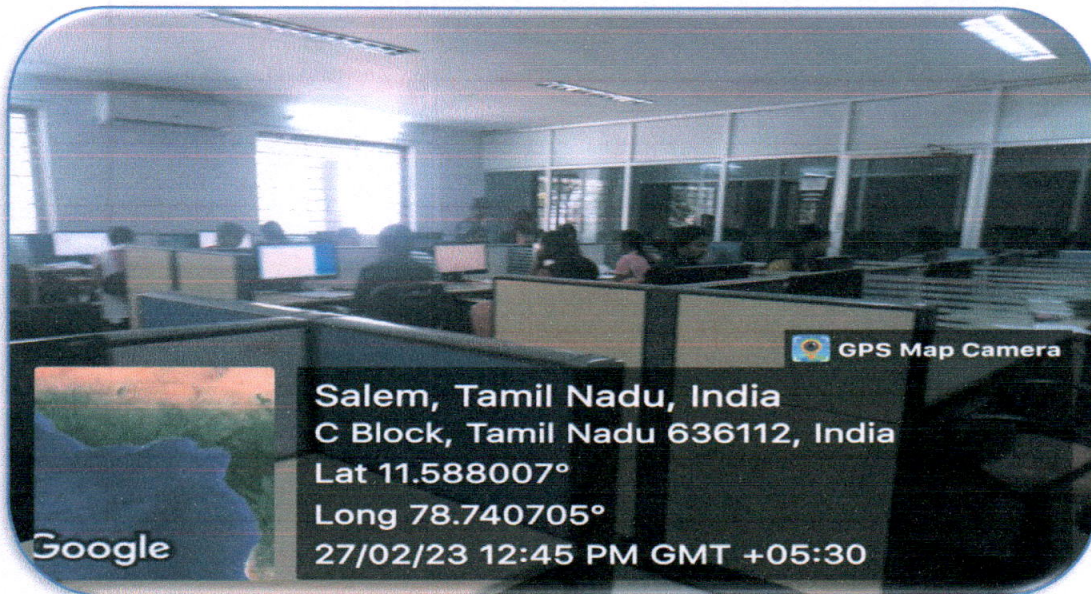 GPS Map Camera
Salem, Tamil Nadu, India
C Block, Tamil Nadu 636112, India
Lat 11.588007°
Long 78.740705°
27/02/23 12:45 PM GMT +05:30
Google